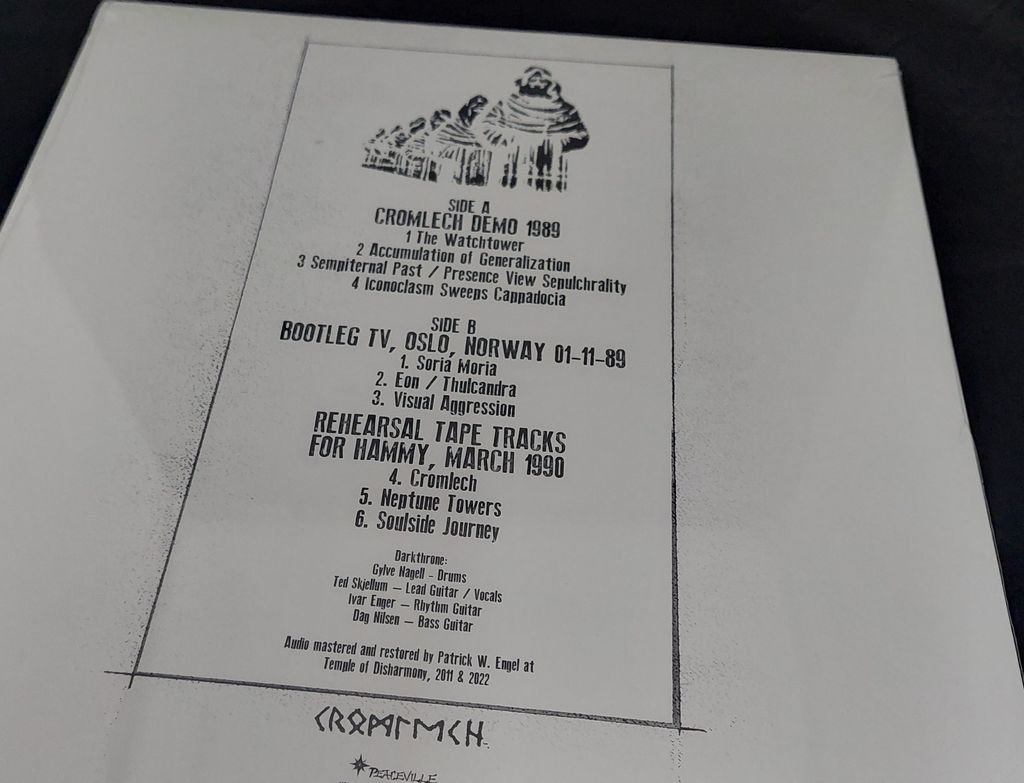 SIDE A
CROMLECH DEMO 1989
1 The Watchtower
2 Accumulation of Generalization
3 Sempiternal Past / Presence View Sepulchrality
4 Iconoclasm Sweeps Cappadocia
SIDE B
BOOTLEG TV, OSLO, NORWAY 01-11-89
1. Soria Moria
2. Eon / Thulcandra
3. Visual Aggression
REHEARSAL TAPE TRACKS
FOR HAMMY, MARCH 1990
4. Cromlech
5. Neptune Towers
6. Soulside Journey
Darkthrone:
Gylve Nagell – Drums
Ted Skjellum – Lead Guitar / Vocals
Ivar Enger – Rhythm Guitar
Dag Nilsen – Bass Guitar
Audio mastered and restored by Patrick W. Engel at
Temple of Disharmony, 2011 & 2022
CROMLECH
PEACEVILLE